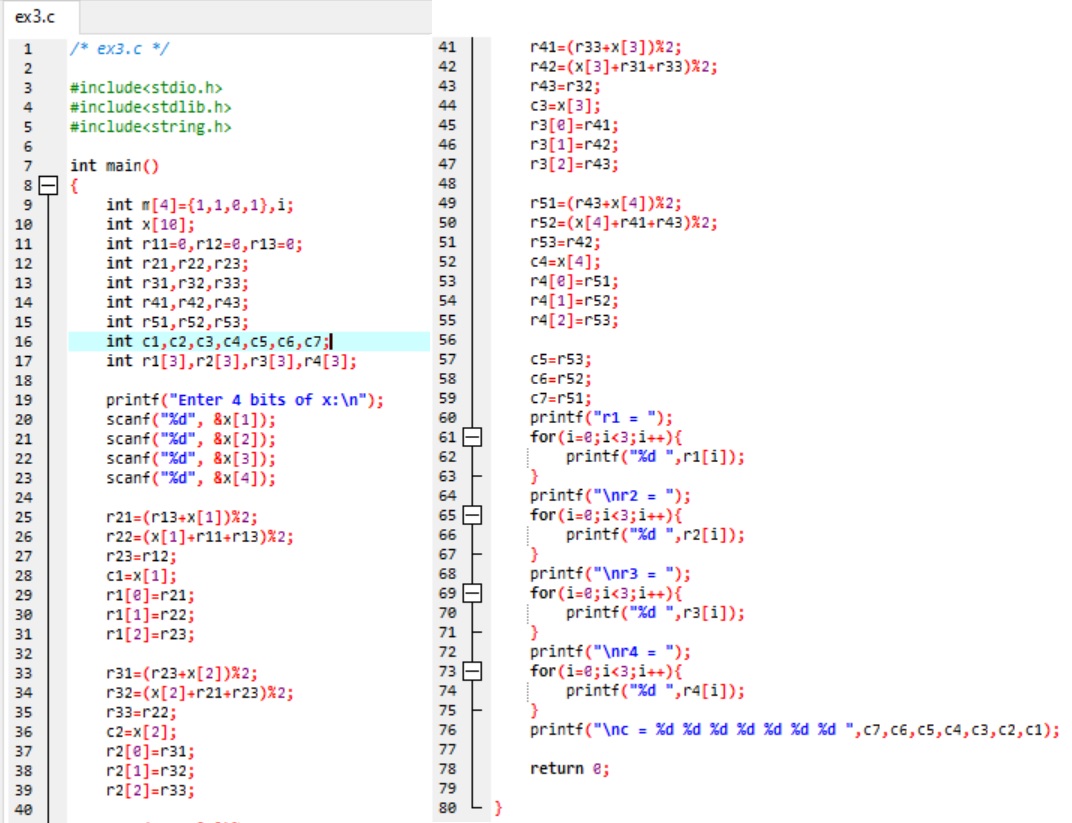 ex3.c
1 /* ex3.c */
2
3 #include<stdio.h>
4 #include<stdlib.h>
5 #include<string.h>
6
7 int main()
8 {
9 int m[4]={1,1,0,1},i;
10 int x[10];
11 int r11=0,r12=0,r13=0;
12 int r21,r22,r23;
13 int r31,r32,r33;
14 int r41,r42,r43;
15 int r51,r52,r53;
16 int c1,c2,c3,c4,c5,c6,c7;
17 int r1[3],r2[3],r3[3],r4[3];
18
19 printf("Enter 4 bits of x:\n");
20 scanf("%d", &x[1]);
21 scanf("%d", &x[2]);
22 scanf("%d", &x[3]);
23 scanf("%d", &x[4]);
24
25 r21=(r13+x[1])%2;
26 r22=(x[1]+r11+r13)%2;
27 r23=r12;
28 c1=x[1];
29 r1[0]=r21;
30 r1[1]=r22;
31 r1[2]=r23;
32
33 r31=(r23+x[2])%2;
34 r32=(x[2]+r21+r23)%2;
35 r33=r22;
36 c2=x[2];
37 r2[0]=r31;
38 r2[1]=r32;
39 r2[2]=r33;
40
41 r41=(r33+x[3])%2;
42 r42=(x[3]+r31+r33)%2;
43 r43=r32;
44 c3=x[3];
45 r3[0]=r41;
46 r3[1]=r42;
47 r3[2]=r43;
48
49 r51=(r43+x[4])%2;
50 r52=(x[4]+r41+r43)%2;
51 r53=r42;
52 c4=x[4];
53 r4[0]=r51;
54 r4[1]=r52;
55 r4[2]=r53;
56
57 c5=r53;
58 c6=r52;
59 c7=r51;
60 printf("r1 = ");
61 for(i=0;i<3;i++){
62 printf("%d ",r1[i]);
63 }
64 printf("\nr2 = ");
65 for(i=0;i<3;i++){
66 printf("%d ",r2[i]);
67 }
68 printf("\nr3 = ");
69 for(i=0;i<3;i++){
70 printf("%d ",r3[i]);
71 }
72 printf("\nr4 = ");
73 for(i=0;i<3;i++){
74 printf("%d ",r4[i]);
75 }
76 printf("\nc = %d %d %d %d %d %d %d ",c7,c6,c5,c4,c3,c2,c1);
77
78 return 0;
79
80 }